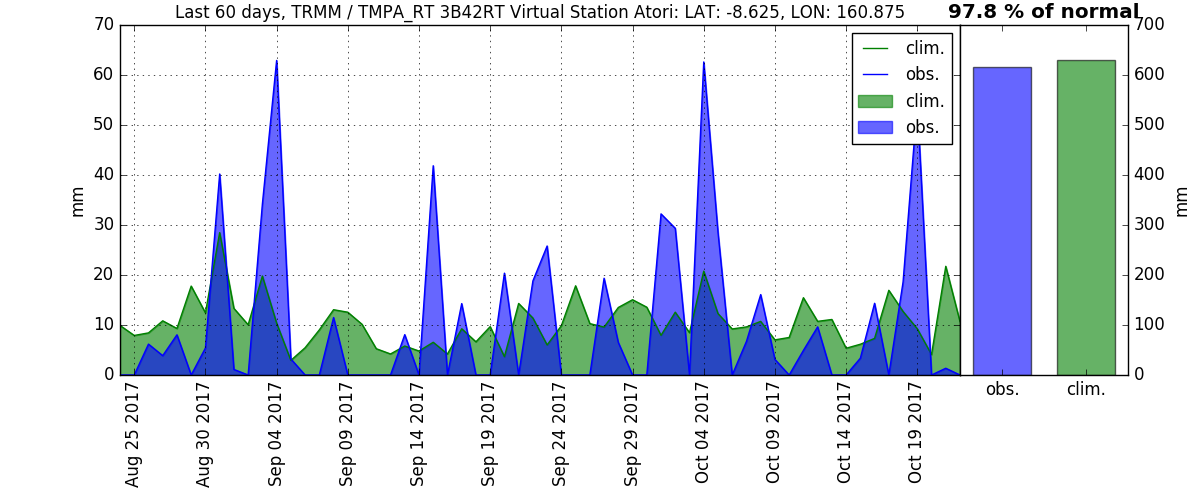 Last 60 days, TRMM / TMPA_RT 3B42RT Virtual Station Atori: LAT: -8.625, LON: 160.875
97.8 % of normal
70
60
50
40
30
20
10
0
mm
clim.
obs.
clim.
obs.
700
600
500
400
300
200
100
0
mm
Aug 25 2017
Aug 30 2017
Sep 04 2017
Sep 09 2017
Sep 14 2017
Sep 19 2017
Sep 24 2017
Sep 29 2017
Oct 04 2017
Oct 09 2017
Oct 14 2017
Oct 19 2017
obs.
clim.